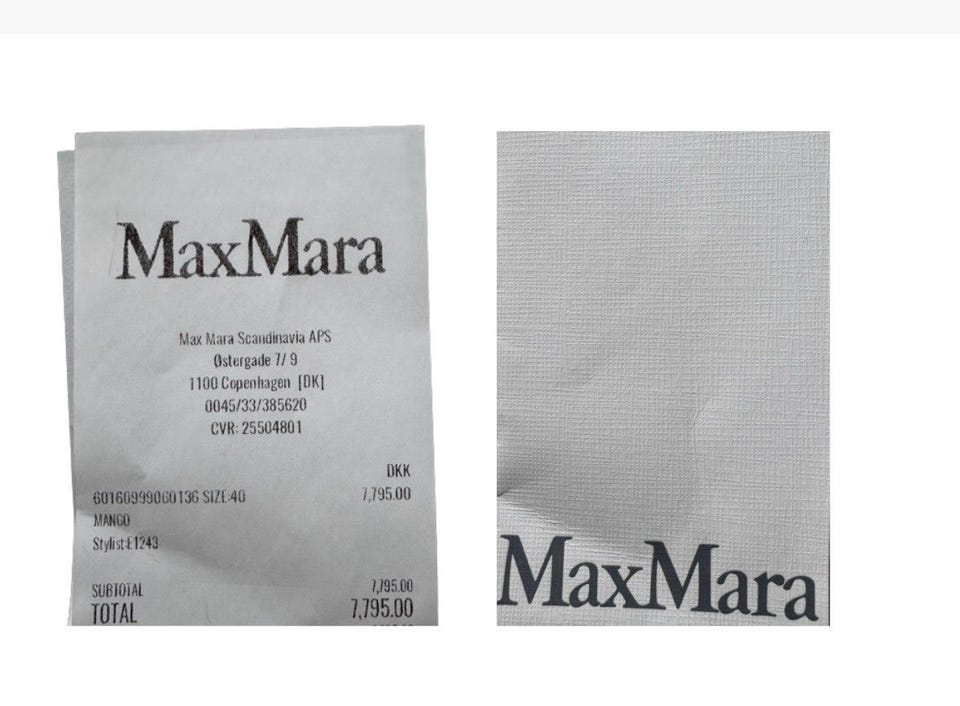 MaxMara
Max Mara Scandinavia APS
Østergade 7/ 9
1100 Copenhagen [DK]
0045/33/385620
CVR: 25504801
DKK
60160999060136 SIZE:40 7,795.00
MANGO
Stylist:E1243
SUBTOTAL 7,795.00
TOTAL 7,795.00
MaxMara